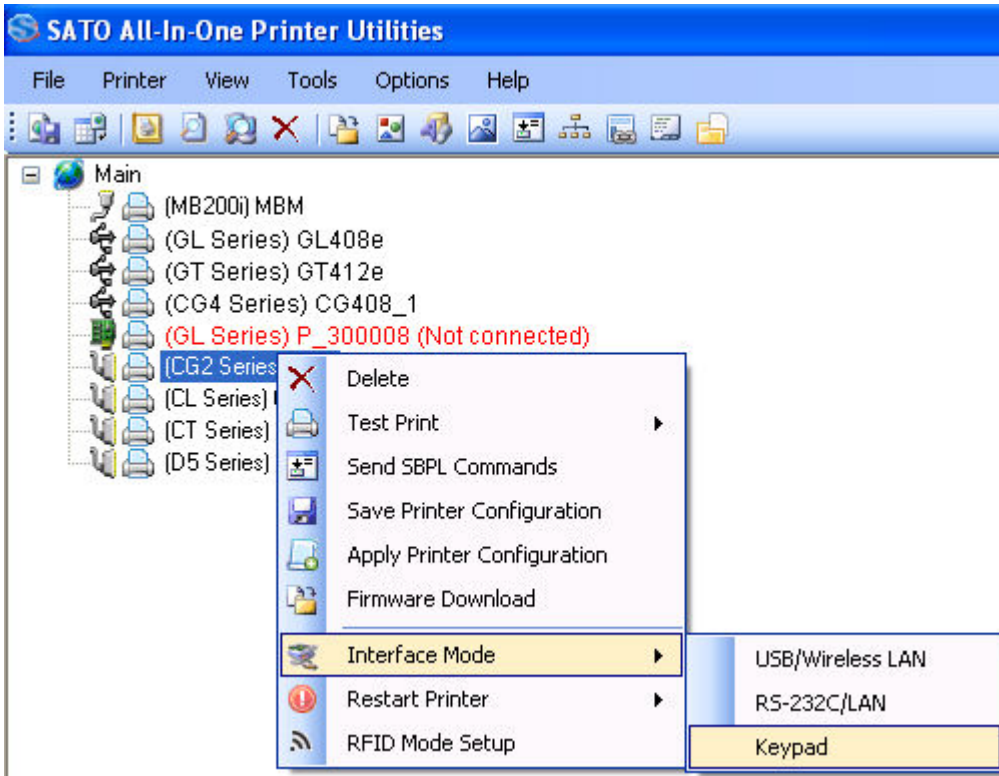 SATO All-In-One Printer Utilities
File Printer View Tools Options Help
Main
(MB200i) MBM
(GL Series) GL408e
(GT Series) GT412e
(CG4 Series) CG408_1
(GL Series) P_300008 (Not connected)
(CG2 Series
(CL Series)
(CT Series)
(D5 Series)
Delete
Test Print
Send SBPL Commands
Save Printer Configuration
Apply Printer Configuration
Firmware Download
Interface Mode
Restart Printer
RFID Mode Setup
USB/Wireless LAN
RS-232C/LAN
Keypad